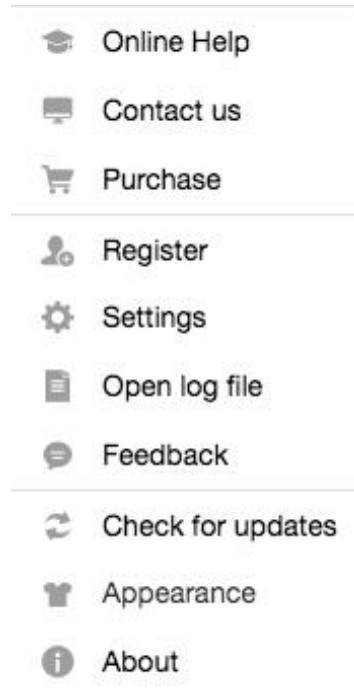 Online Help
Contact us
Purchase
Register
Settings
Open log file
Feedback
Check for updates
Appearance
About